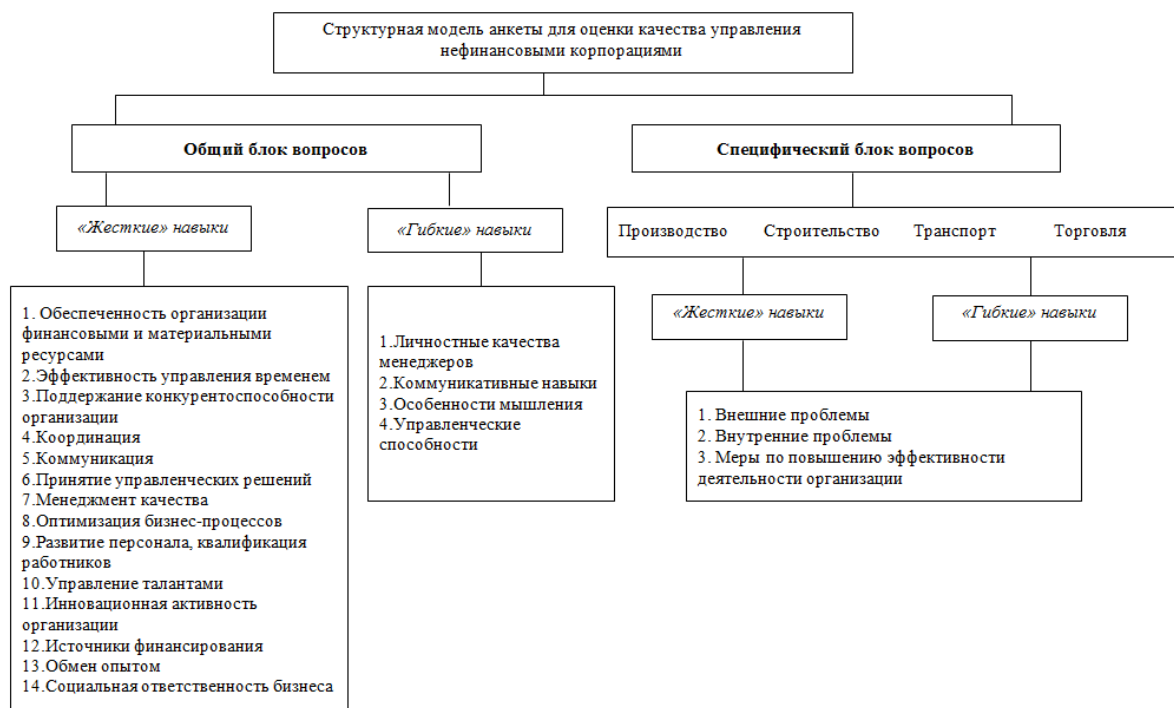 Структурная модель анкеты для оценки качества управления
нефинансовыми корпорациями
Общий блок вопросов
Специфический блок вопросов
«Жесткие» навыки
«Гибкие» навыки
Производство Строительство Транспорт Торговля
1. Обеспеченность организации
финансовыми и материальными
ресурсами
2.Эффективность управления временем
3.Поддержание конкурентоспособности
организации
4.Координация
5.Коммуникация
6.Принятие управленческих решений
7.Менеджмент качества
8.Оптимизация бизнес-процессов
9.Развитие персонала, квалификация
работников
10.Управление талантами
11.Инновационная активность
организации
12.Источники финансирования
13.Обмен опытом
14.Социальная ответственность бизнеса
1.Личностные качества
менеджеров
2.Коммуникативные навыки
3.Особенности мышления
4.Управленческие
способности
«Жесткие» навыки
«Гибкие» навыки
1. Внешние проблемы
2. Внутренние проблемы
3. Меры по повышению эффективности
деятельности организации